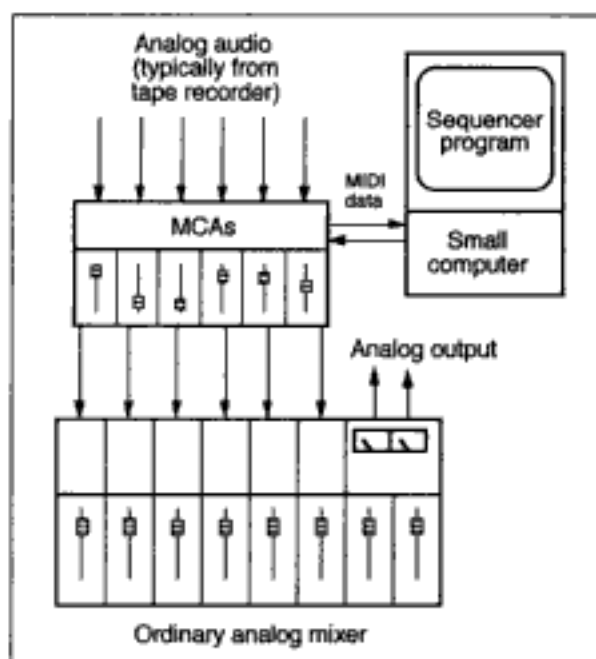 Analog audio
(typically from
tape recorder)
Sequencer
program
MIDI
data
MCAs
Small
computer
Analog output
Ordinary analog mixer